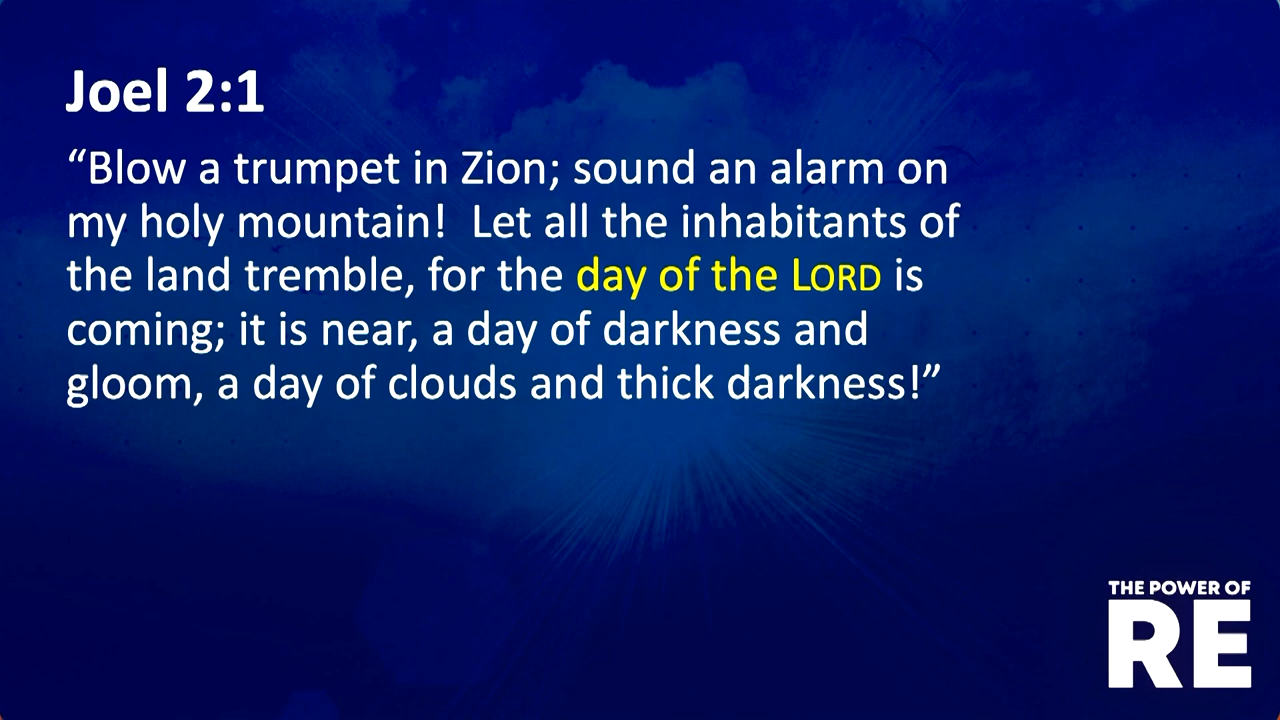 Joel 2:1
“Blow a trumpet in Zion; sound an alarm on
my holy mountain!  Let all the inhabitants of
the land tremble, for the day of the LORD is
coming; it is near, a day of darkness and
gloom, a day of clouds and thick darkness!”
THE POWER OF
RE